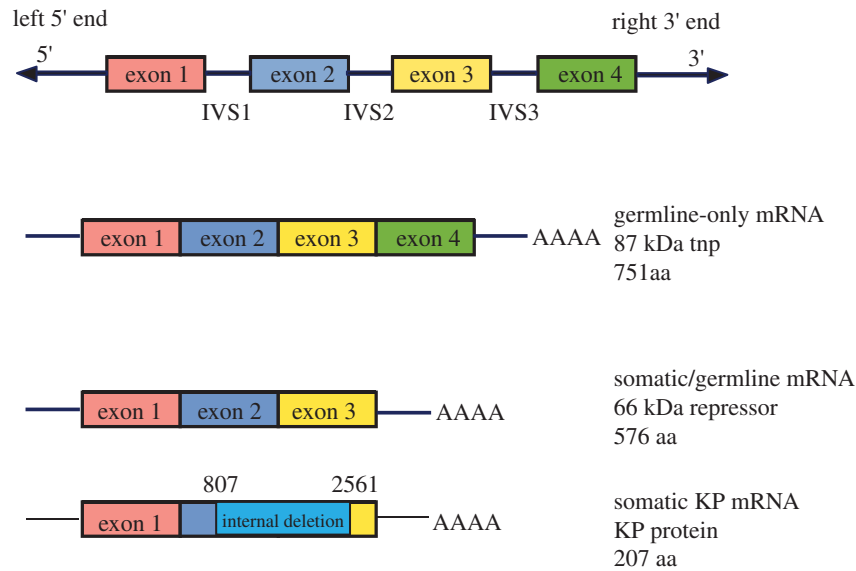 left 5' end
right 3' end
5'
3'
exon 1 exon 2 exon 3 exon 4
IVS1 IVS2 IVS3
exon 1 exon 2 exon 3 exon 4 AAAA
germline-only mRNA
87 kDa tnp
751aa
exon 1 exon 2 exon 3 AAAA
somatic/germline mRNA
66 kDa repressor
576 aa
807 2561
exon 1 internal deletion AAAA
somatic KP mRNA
KP protein
207 aa